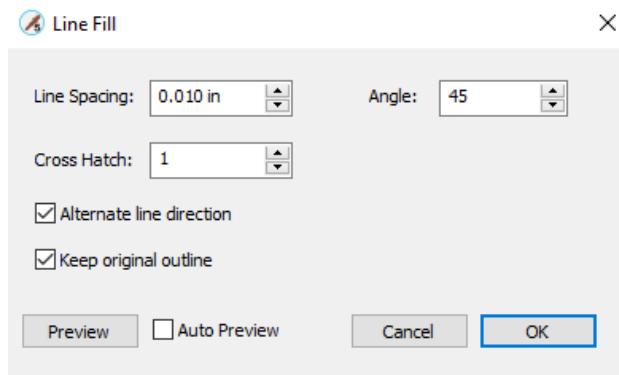 Line Fill
Line Spacing: 0.010 in Angle: 45
Cross Hatch: 1
Alternate line direction
Keep original outline
Preview Auto Preview Cancel OK